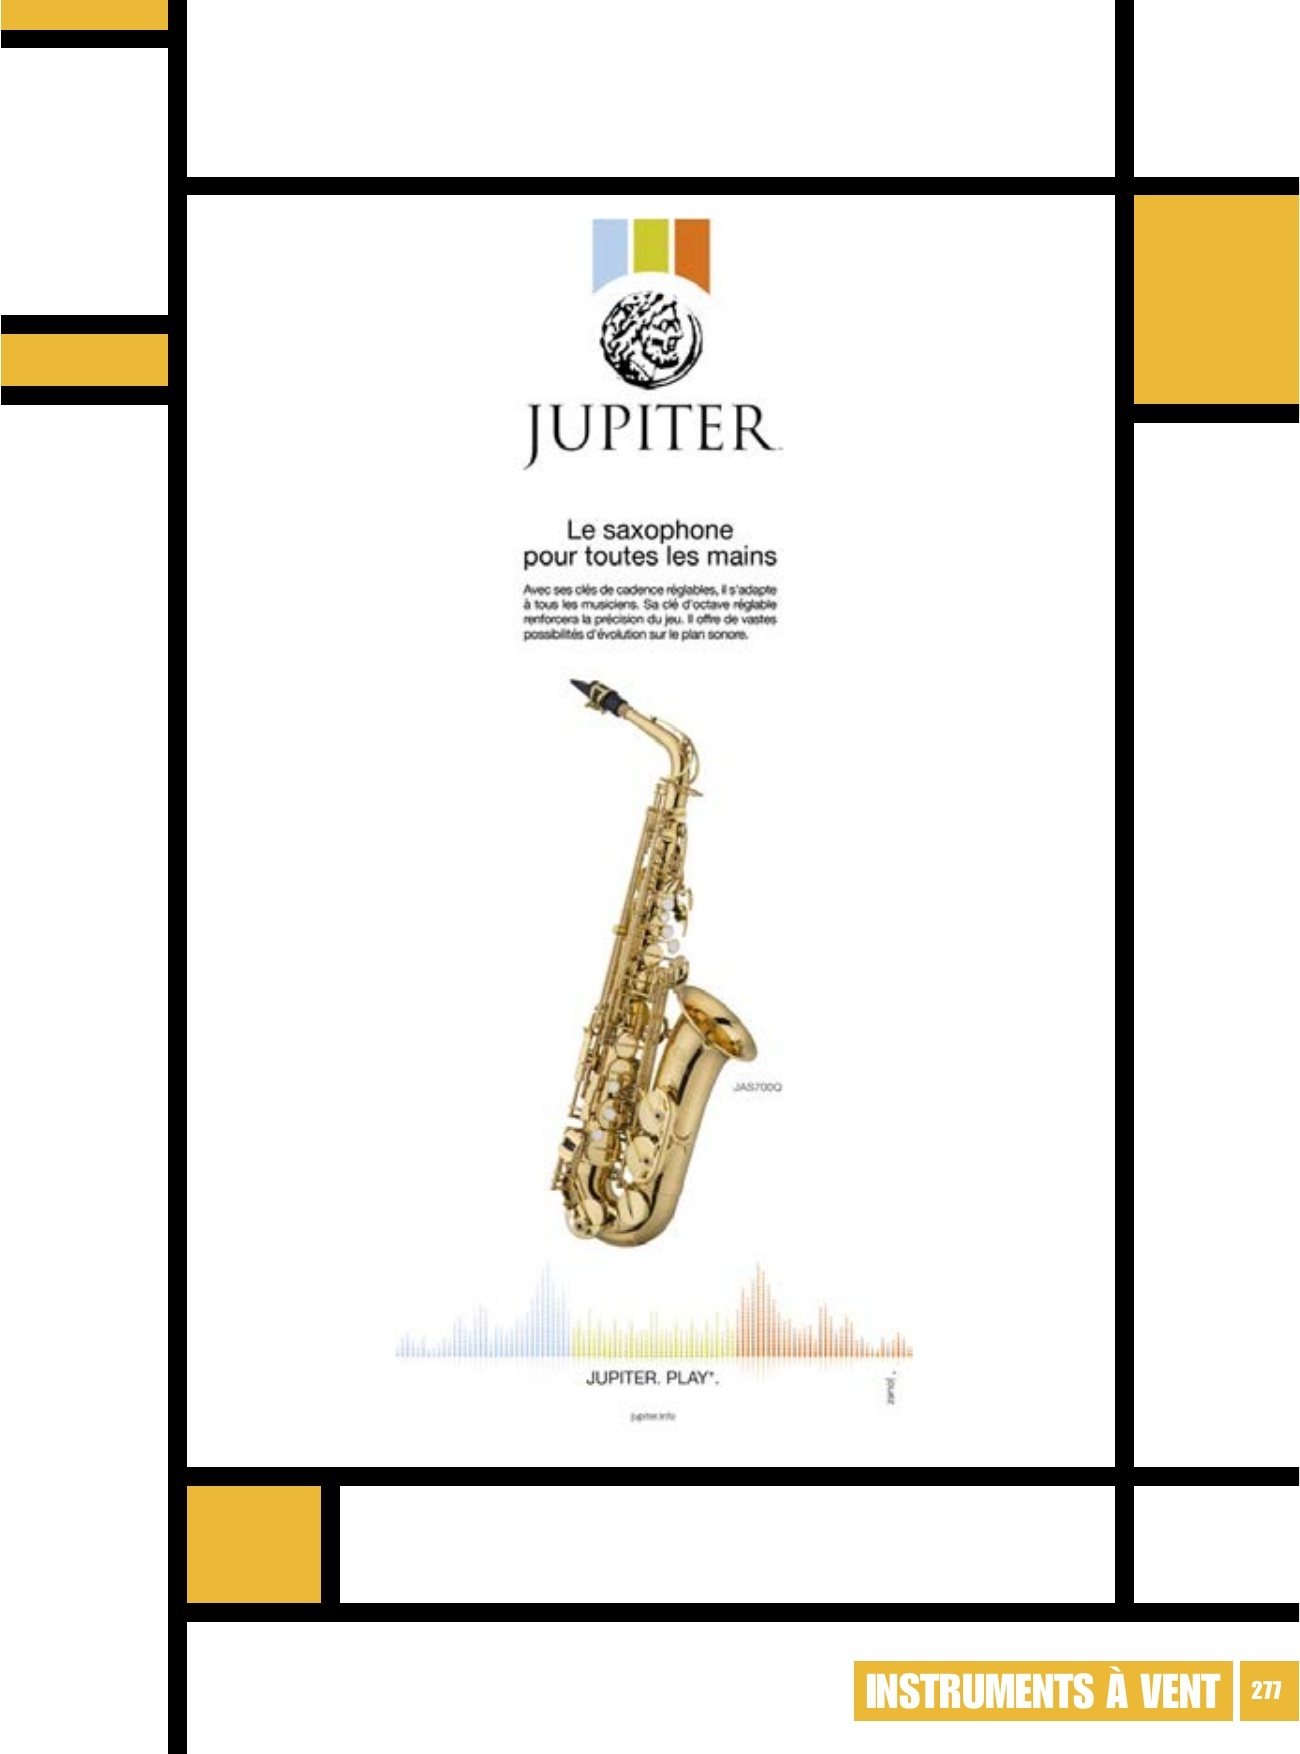 JUPITER
Le saxophone
pour toutes les mains
Avec ses clés de cadence réglables, il s'adapte
à tous les musiciens. Sa clé d'octave réglable
renforcera la précision du jeu. Il offre de vastes
possibilités d'évolution sur le plan sonore.
JAS700Q
JUPITER. PLAY+.
zanol
jupiter.info
INSTRUMENTS À VENT 277